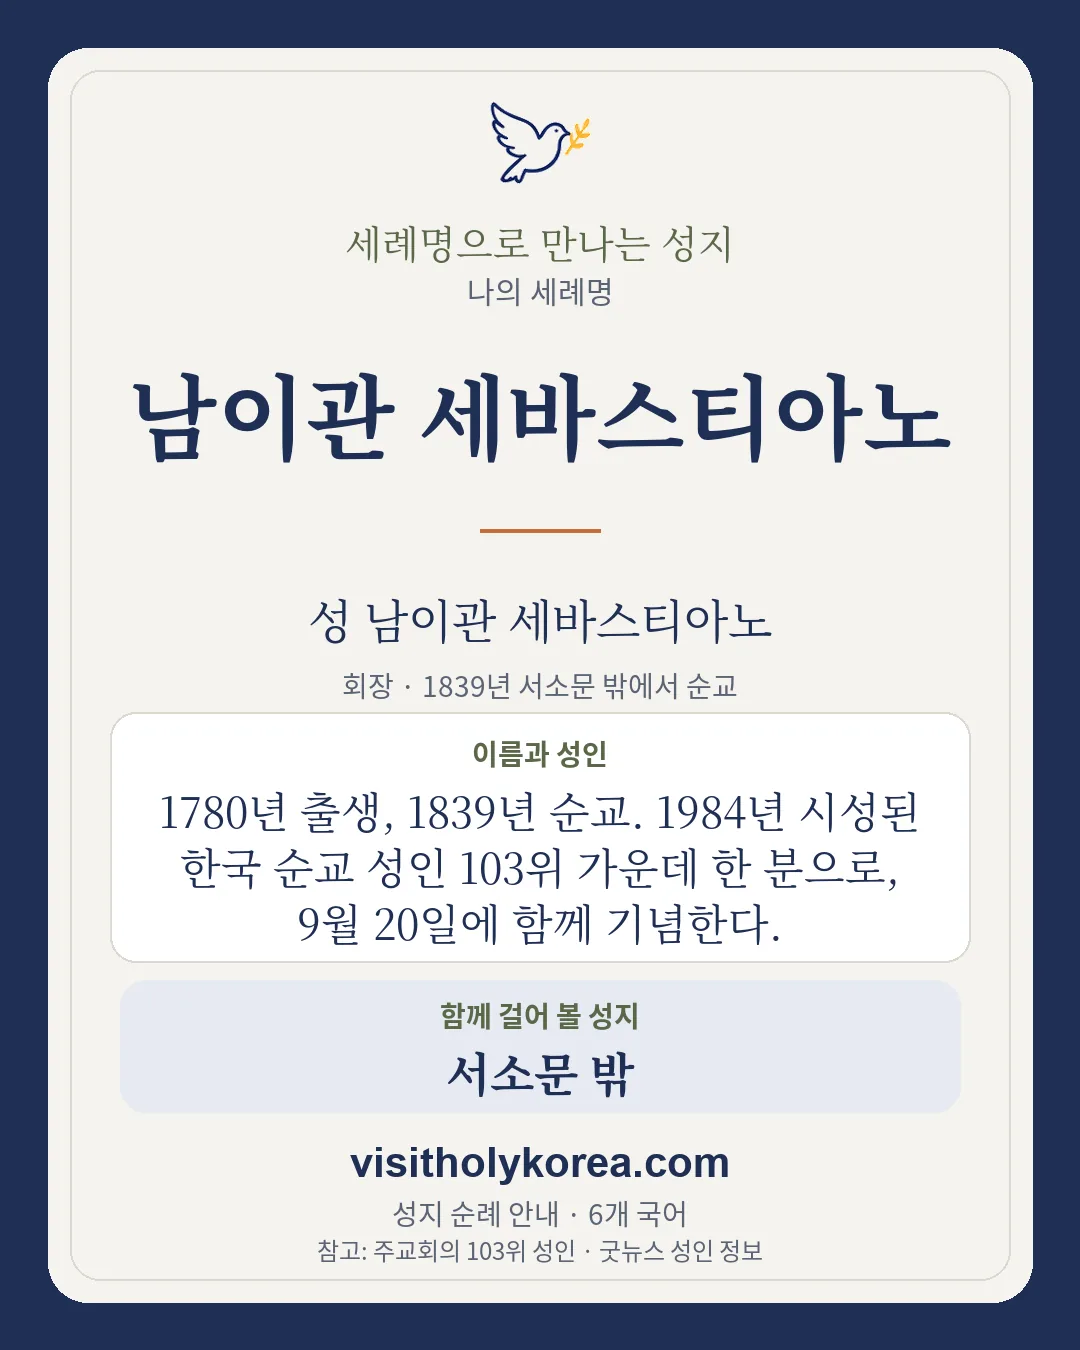 세례명으로 만나는 성지
나의 세례명
남이관 세바스티아노
성 남이관 세바스티아노
회장 · 1839년 서소문 밖에서 순교
이름과 성인
1780년 출생, 1839년 순교. 1984년 시성된
한국 순교 성인 103위 가운데 한 분으로,
9월 20일에 함께 기념한다.
함께 걸어 볼 성지
서소문 밖
visitholykorea.com
성지 순례 안내 · 6개 국어
참고: 주교회의 103위 성인 · 굿뉴스 성인 정보